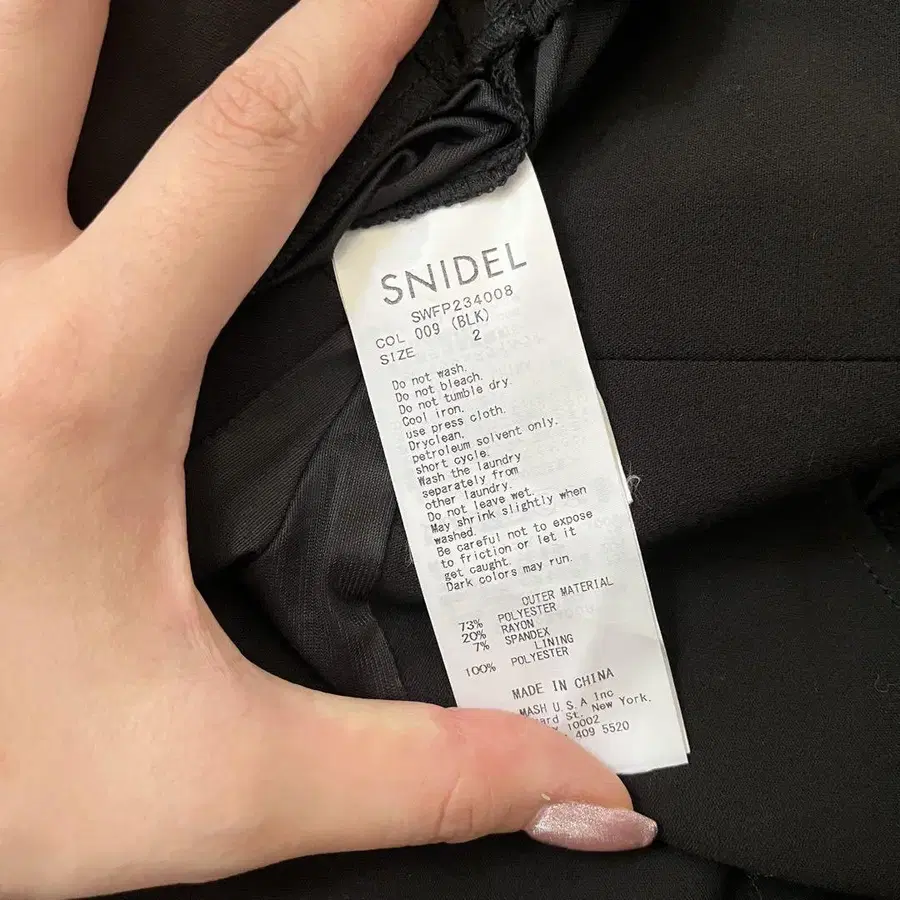 SNIDEL
SWFP234008
COL 009 (BLK)
SIZE 2
Do not wash.
Do not bleach.
Do not tumble dry.
Cool iron.
use press cloth.
Dryclean.
petroleum solvent only.
short cycle.
Wash the laundry
separately from
other laundry.
Do not leave wet.
May shrink slightly when
washed.
Be careful not to expose
to friction or let it
get caught.
Dark colors may run.
OUTER MATERIAL
73% POLYESTER
20% RAYON
7% SPANDEX
LINING
100% POLYESTER
MADE IN CHINA
MASH U.S.A Inc
St. New York.
10002
409 5520